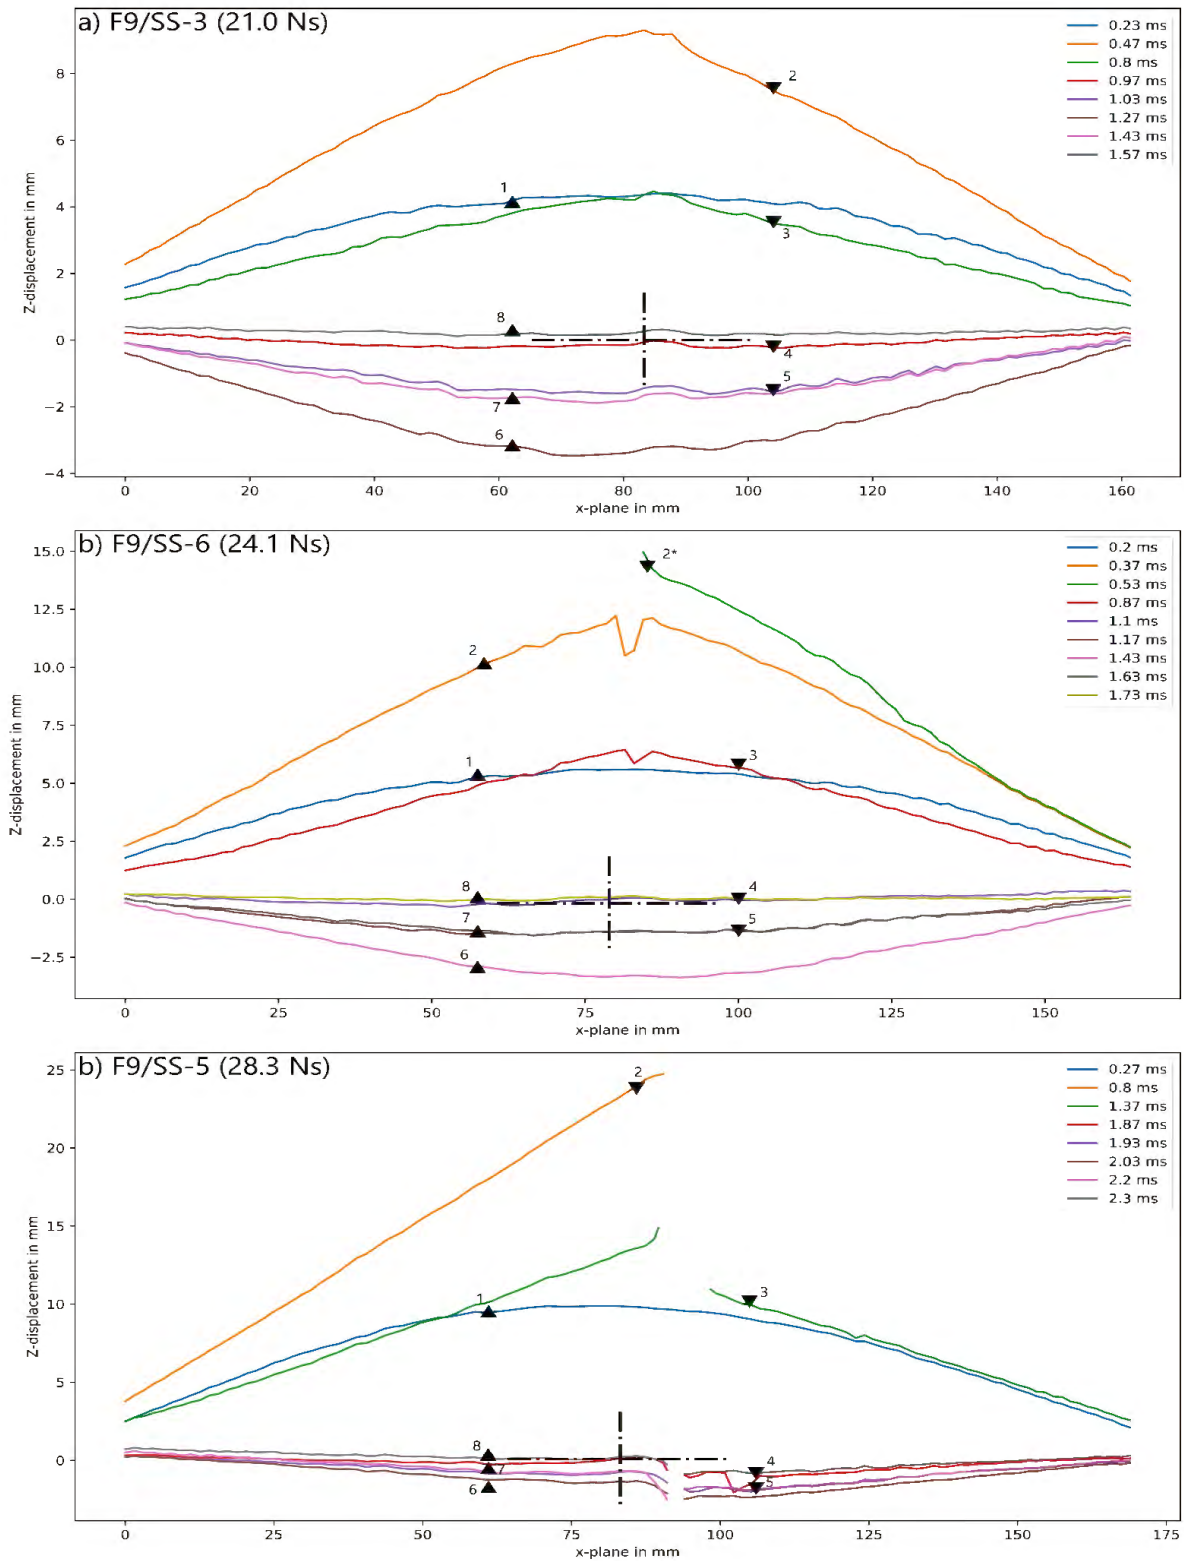 a) F9/SS-3 (21.0 Ns)
0.23 ms
0.47 ms
0.8 ms
0.97 ms
1.03 ms
1.27 ms
1.43 ms
1.57 ms
8
6
4
2
0
−2
−4
Z-displacement in mm
1
2
3
4
5
6
7
8
0 20 40 60 80 100 120 140 160
x-plane in mm
b) F9/SS-6 (24.1 Ns)
0.2 ms
0.37 ms
0.53 ms
0.87 ms
1.1 ms
1.17 ms
1.43 ms
1.63 ms
1.73 ms
15.0
12.5
10.0
7.5
5.0
2.5
0.0
−2.5
Z-displacement in mm
2*
2
1
3
8
4
7
5
6
0 25 50 75 100 125 150
x-plane in mm
b) F9/SS-5 (28.3 Ns)
0.27 ms
0.8 ms
1.37 ms
1.87 ms
1.93 ms
2.03 ms
2.2 ms
2.3 ms
25
20
15
10
5
0
Z-displacement in mm
2
1
3
8
4
7
5
6
0 25 50 75 100 125 150 175
x-plane in mm